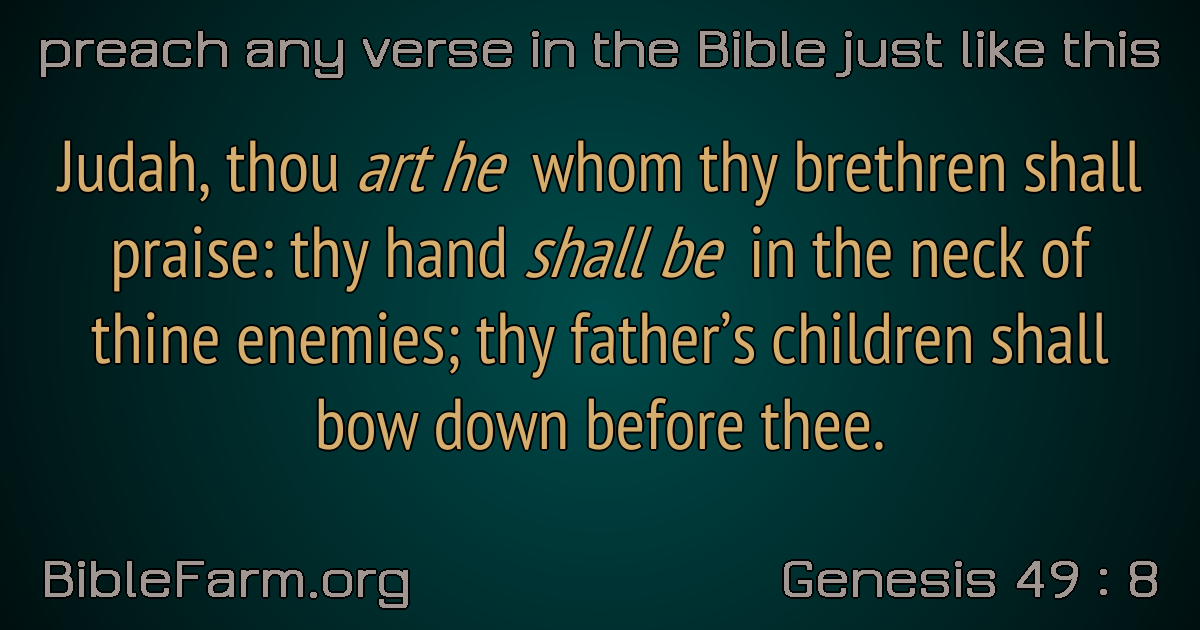 preach any verse in the Bible just like this
Judah, thou art he whom thy brethren shall
praise: thy hand shall be in the neck of
thine enemies; thy father’s children shall
bow down before thee.
BibleFarm.org
Genesis 49 : 8